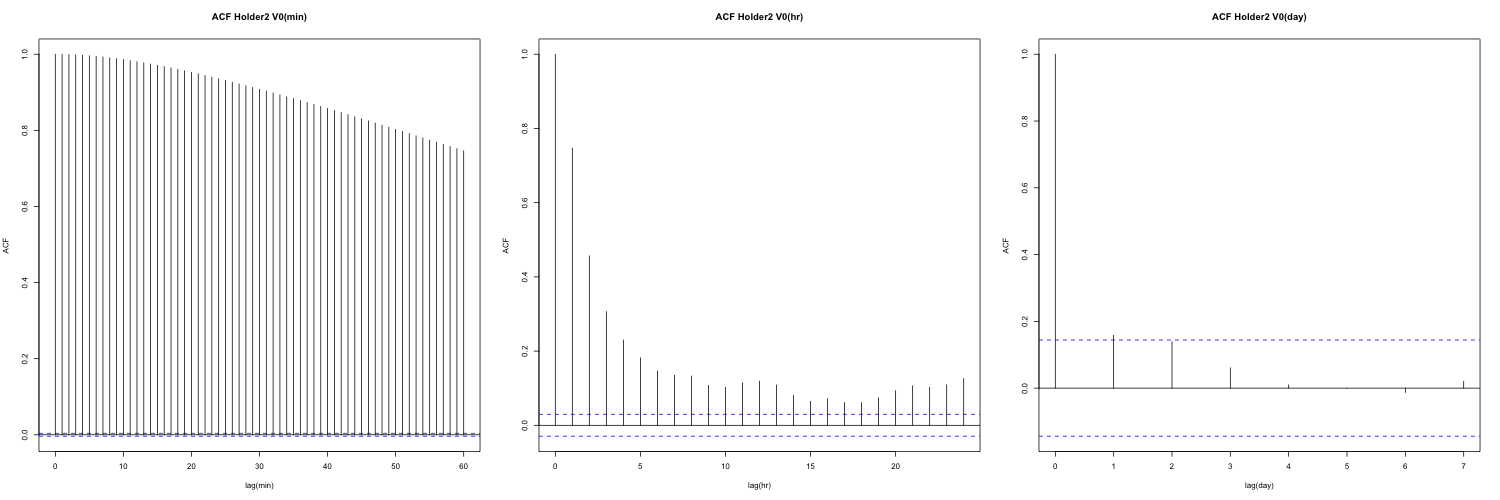 ACF Holder2 V0(min)
ACF
1.0
0.8
0.6
0.4
0.2
0.0
0 10 20 30 40 50 60
lag(min)
ACF Holder2 V0(hr)
ACF
1.0
0.8
0.6
0.4
0.2
0.0
0 5 10 15 20
lag(hr)
ACF Holder2 V0(day)
ACF
1.0
0.8
0.6
0.4
0.2
0.0
0 1 2 3 4 5 6 7
lag(day)